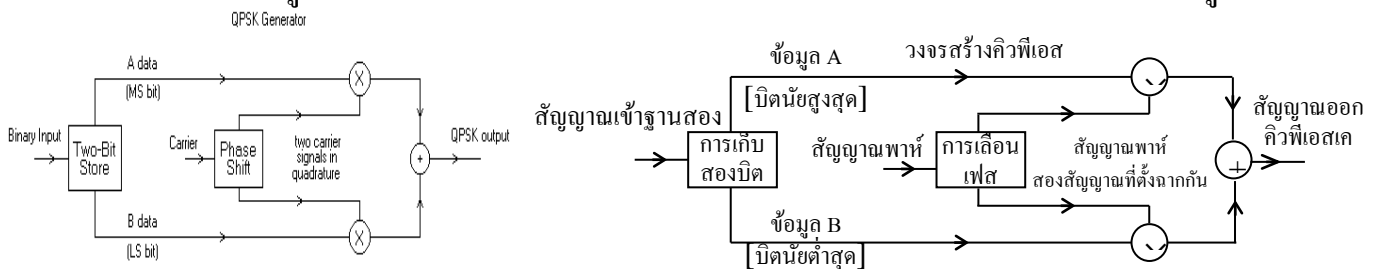 QPSK Generator
A data
(MS bit)
Binary Input
Two-Bit
Store
Carrier
Phase
Shift
two carrier
signals in
quadrature
X
X
+
QPSK output
B data
(LS bit)
ข้อมูล A
วงจรสร้างคิวพีเอส
[บิตนัยสูงสุด]
สัญญาณเข้าฐานสอง
การเก็บ
สองบิต
สัญญาณพาห์
การเลื่อน
เฟส
สัญญาณพาห์
สองสัญญาณที่ตั้งฉากกัน
+
สัญญาณออก
คิวพีเอสเค
ข้อมูล B
[บิตนัยต่ำสุด]